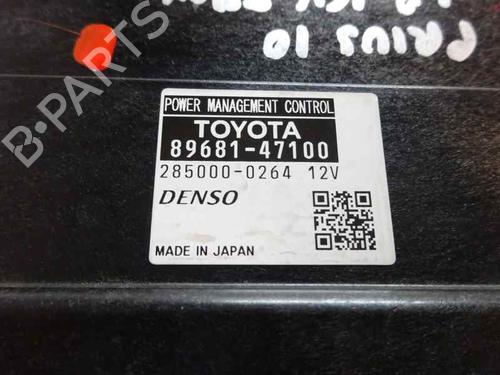 PRIUS 10
B-PARTS
POWER MANAGEMENT CONTROL
TOYOTA
89681-47100
285000-0264 12V
DENSO
MADE IN JAPAN